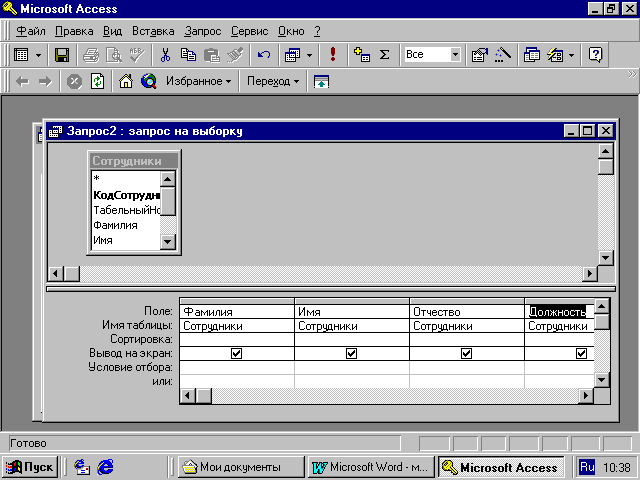 Microsoft Access
Файл Правка Вид Вставка Запрос Сервис Окно ?
Все
Избранное Переход
Запрос2 : запрос на выборку
Сотрудники
*
КодСотрудни
ТабельныйНо
Фамилия
Имя
Поле: Фамилия Имя Отчество Должность
Имя таблицы: Сотрудники Сотрудники Сотрудники Сотрудники
Сортировка:
Вывод на экран:
Условие отбора:
или:
Готово
Пуск Мои документы Microsoft Word - м... Microsoft Access Ru 10:38